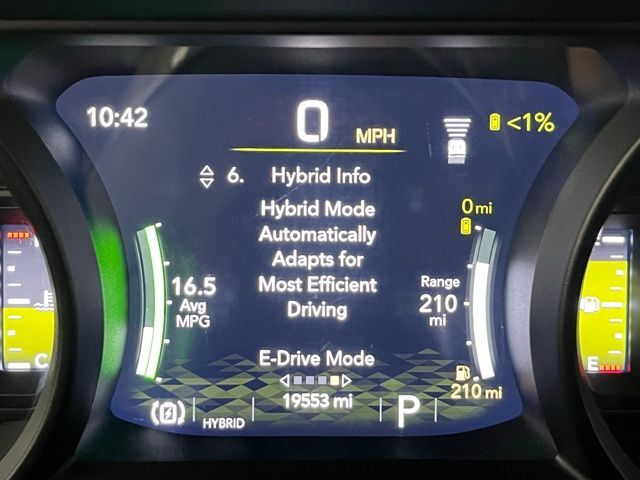 10:42
0 MPH
<1%
6. Hybrid Info
Hybrid Mode
Automatically
Adapts for
Most Efficient
Driving
0 mi
16.5
Avg
MPG
Range
210
mi
E-Drive Mode
210 mi
19553 mi
HYBRID
P
C
E